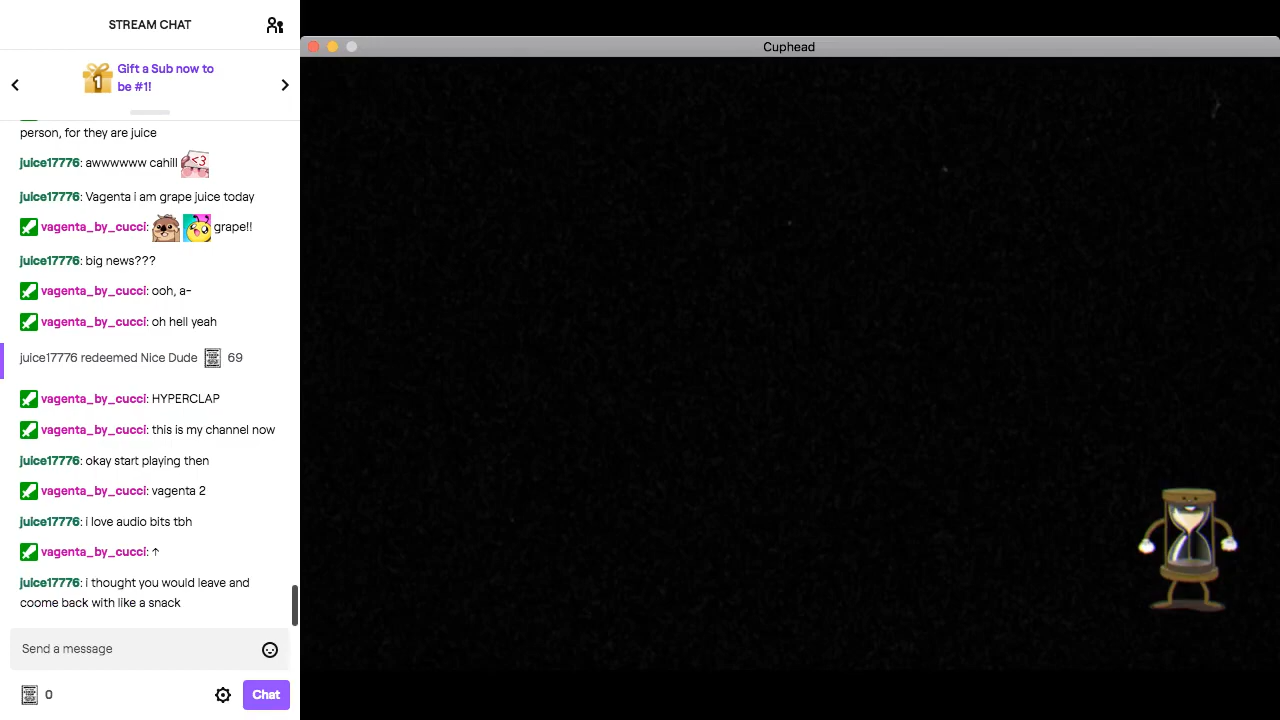 STREAM CHAT
Cuphead
1
Gift a Sub now to
be #1!
person, for they are juice
juice17776: awwwwww cahill <3
juice17776: Vagenta i am grape juice today
vagenta_by_cucci: grape!!
juice17776: big news???
vagenta_by_cucci: ooh, a-
vagenta_by_cucci: oh hell yeah
juice17776 redeemed Nice Dude 69
vagenta_by_cucci: HYPERCLAP
vagenta_by_cucci: this is my channel now
juice17776: okay start playing then
vagenta_by_cucci: vagenta 2
juice17776: i love audio bits tbh
vagenta_by_cucci: ↑
juice17776: i thought you would leave and
coome back with like a snack
Send a message
0
Chat